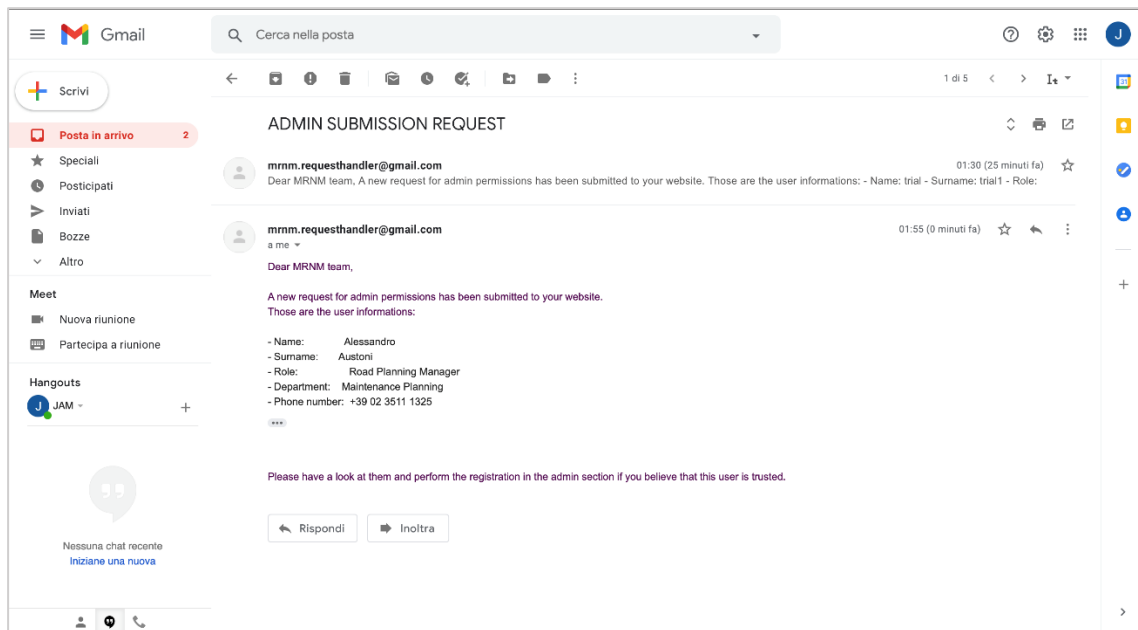 Gmail
Cerca nella posta
J
Scrivi
1 di 5
31
Posta in arrivo 2
Speciali
Posticipati
Inviati
Bozze
Altro
Meet
Nuova riunione
Partecipa a riunione
Hangouts
J JAM
Nessuna chat recente
Iniziane una nuova
ADMIN SUBMISSION REQUEST
mrnm.requesthandler@gmail.com 01:30 (25 minuti fa)
Dear MRNM team, A new request for admin permissions has been submitted to your website. Those are the user informations: - Name: trial - Surname: trial1 - Role:
mrnm.requesthandler@gmail.com 01:55 (0 minuti fa)
a me
Dear MRNM team,
A new request for admin permissions has been submitted to your website.
Those are the user informations:
- Name: Alessandro
- Surname: Austoni
- Role: Road Planning Manager
- Department: Maintenance Planning
- Phone number: +39 02 3511 1325
Please have a look at them and perform the registration in the admin section if you believe that this user is trusted.
Rispondi
Inoltra